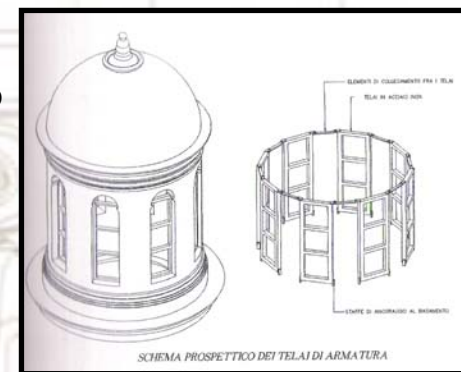 ELEMENTI DI COLLEGAMENTO FRA I TELAI
TELAI IN ACCIAIO INOX
STAFFE DI ANCORAGGIO AL BASAMENTO
SCHEMA PROSPETTICO DEI TELAI DI ARMATURA